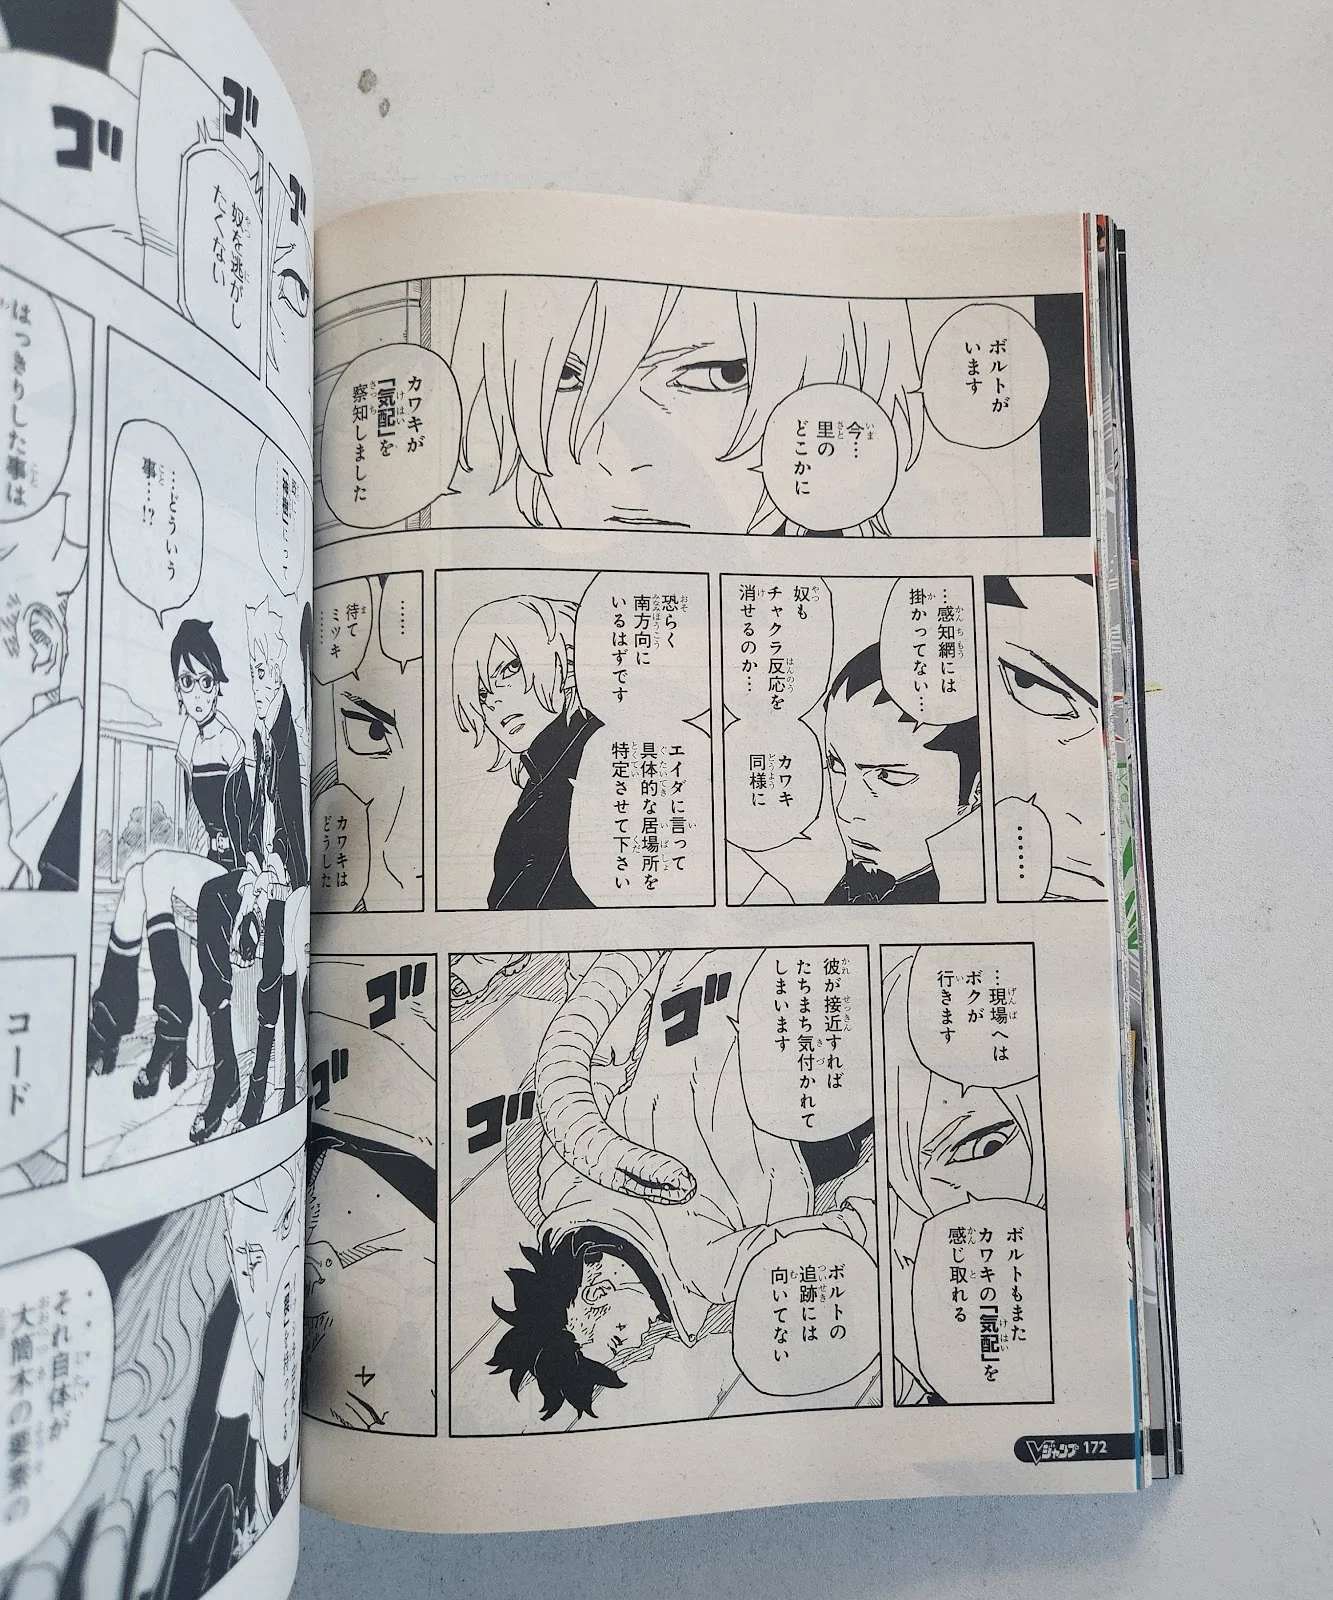 ボルトが
います
今…
里の
どこかに
カワキが
「気配」を
察知しました
……
…感知網には
掛かってない…
奴も
チャクラ反応を
消せるのか…
カワキ
同様に
恐らく
南方向に
いるはずです
エイダに言って
具体的な居場所を
特定させて下さい
……
待て
ミツキ
……
カワキは
どうした
…現場へは
ボクが
行きます
ボルトもまた
カワキの「気配」を
感じ取れる
彼が接近すれば
たちまち気付かれて
しまいます
ボルトの
追跡には
向いてない
ゴ
ゴ
ゴ
ゴ
Vジャンプ 172
ゴ
ゴ
ゴ
奴を逃がし
たくない
…どういう
事…!?
はっきりした事は
コード
それ自体が
大筒木の要素の